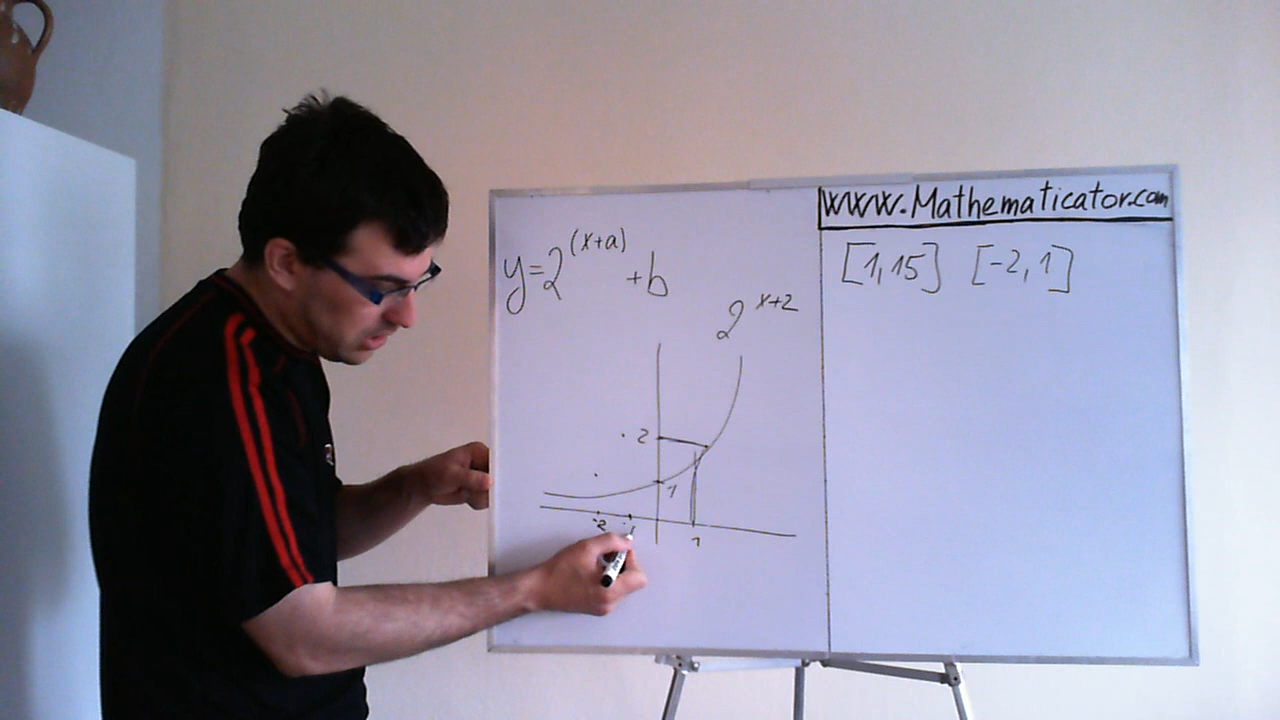 www.Mathematicator.com
y=2^(x+a) +b
[1,15] [-2,1]
2^x+2
2
1
-2 -1
1